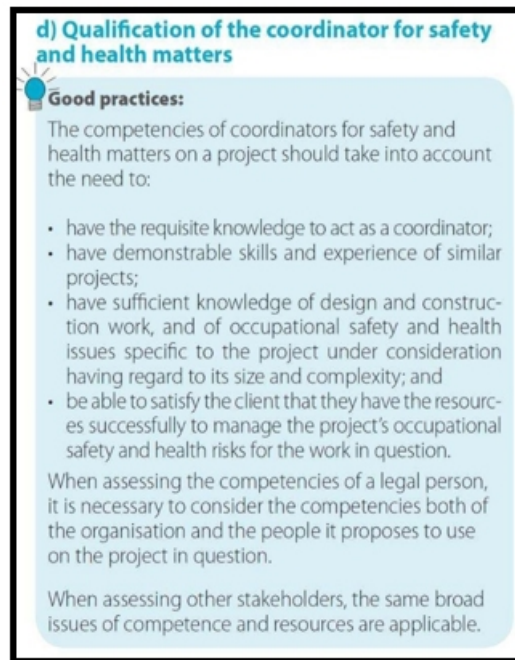 d) Qualification of the coordinator for safety
and health matters
Good practices:
The competencies of coordinators for safety and
health matters on a project should take into account
the need to:
• have the requisite knowledge to act as a coordinator;
• have demonstrable skills and experience of similar
projects;
• have sufficient knowledge of design and construc-
tion work, and of occupational safety and health
issues specific to the project under consideration
having regard to its size and complexity; and
• be able to satisfy the client that they have the resourc-
es successfully to manage the project's occupational
safety and health risks for the work in question.
When assessing the competencies of a legal person,
it is necessary to consider the competencies both of
the organisation and the people it proposes to use
on the project in question.
When assessing other stakeholders, the same broad
issues of competence and resources are applicable.